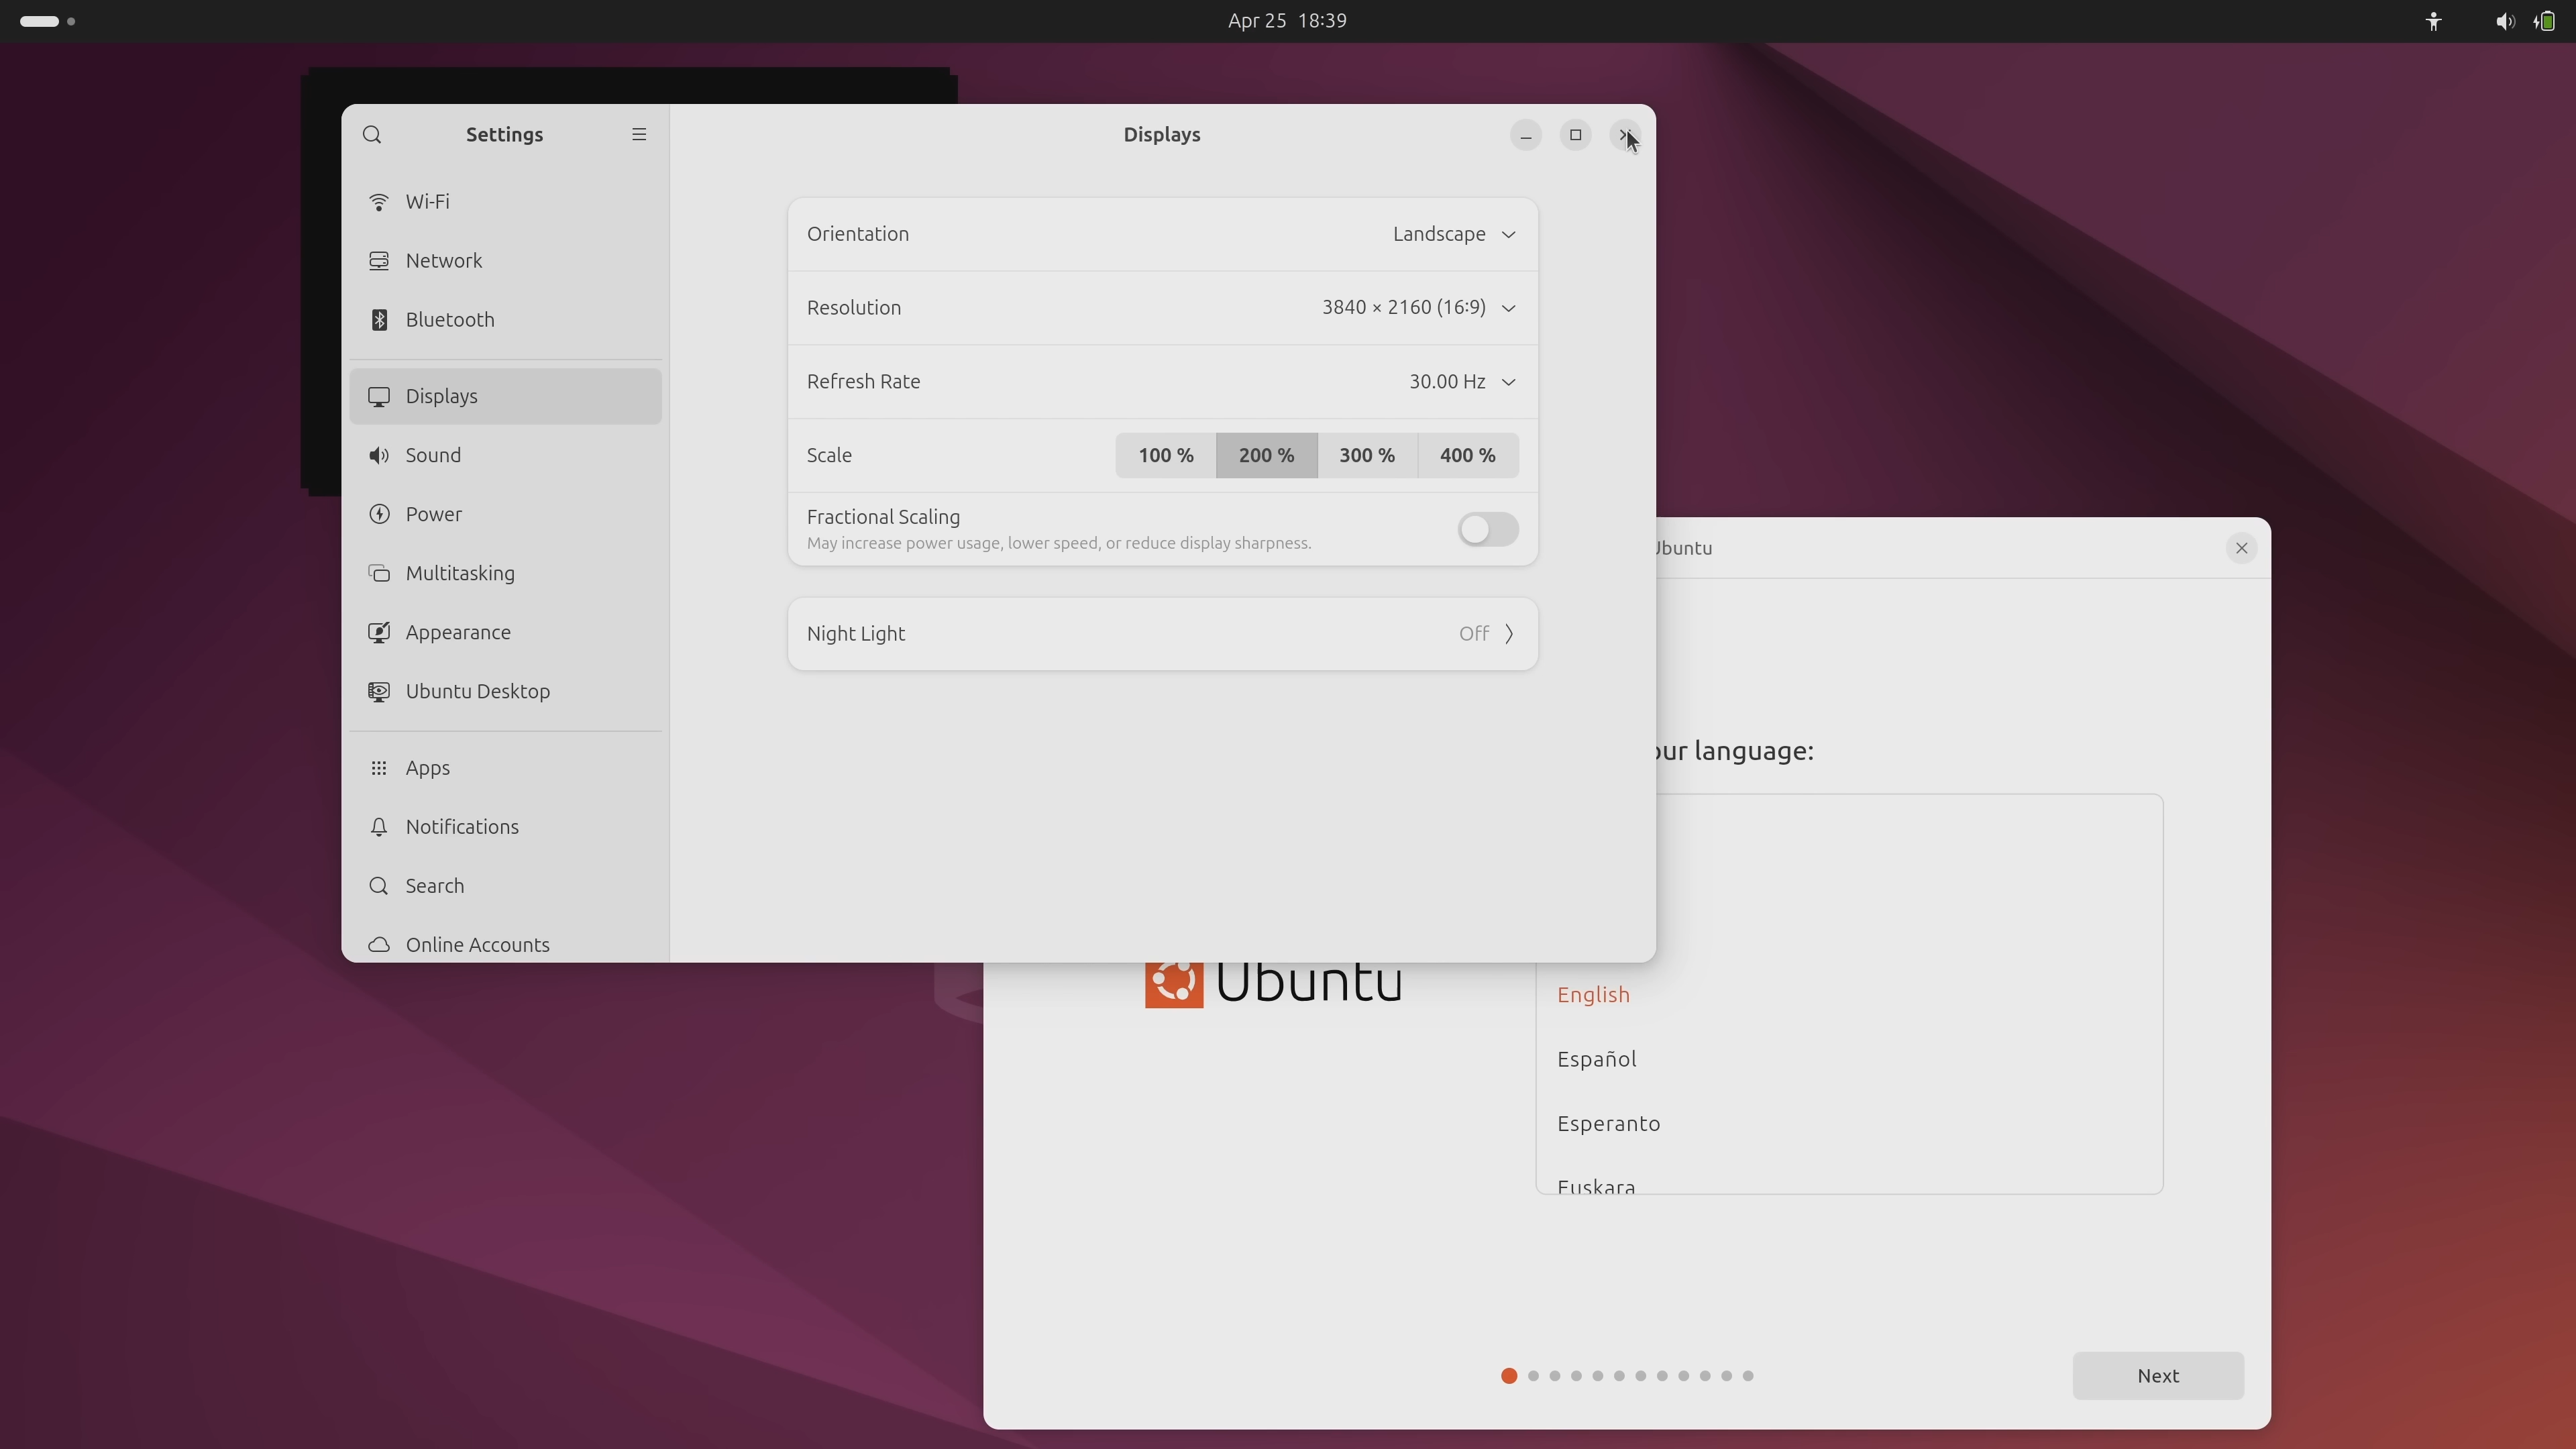 Apr 25 18:39
Settings
Displays
Wi-Fi
Network
Bluetooth
Displays
Sound
Power
Multitasking
Appearance
Ubuntu Desktop
Apps
Notifications
Search
Online Accounts
Orientation Landscape
Resolution 3840 × 2160 (16:9)
Refresh Rate 30.00 Hz
Scale 100 % 200 % 300 % 400 %
Fractional Scaling
May increase power usage, lower speed, or reduce display sharpness.
Night Light Off
Ubuntu
our language:
Ubuntu
English
Español
Esperanto
Euskara
Next